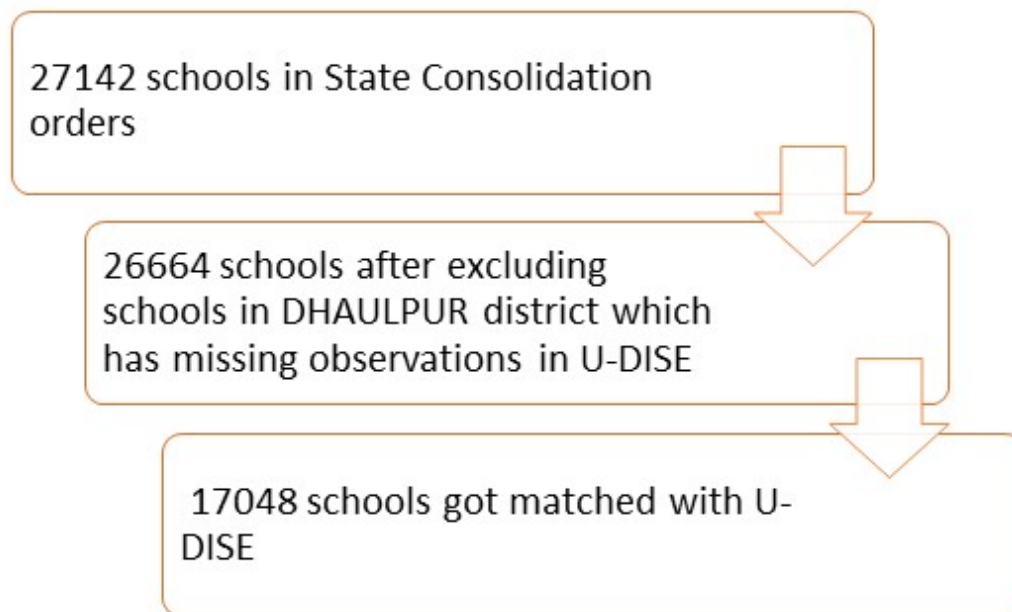 27142 schools in State Consolidation
orders
26664 schools after excluding
schools in DHAULPUR district which
has missing observations in U-DISE
17048 schools got matched with U-
DISE